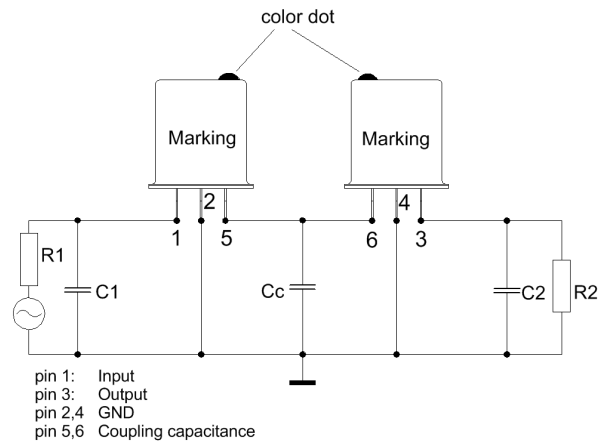 color dot
Marking
Marking
2
4
1
5
6
3
R1
C1
Cc
C2
R2
pin 1: Input
pin 3: Output
pin 2,4 GND
pin 5,6 Coupling capacitance